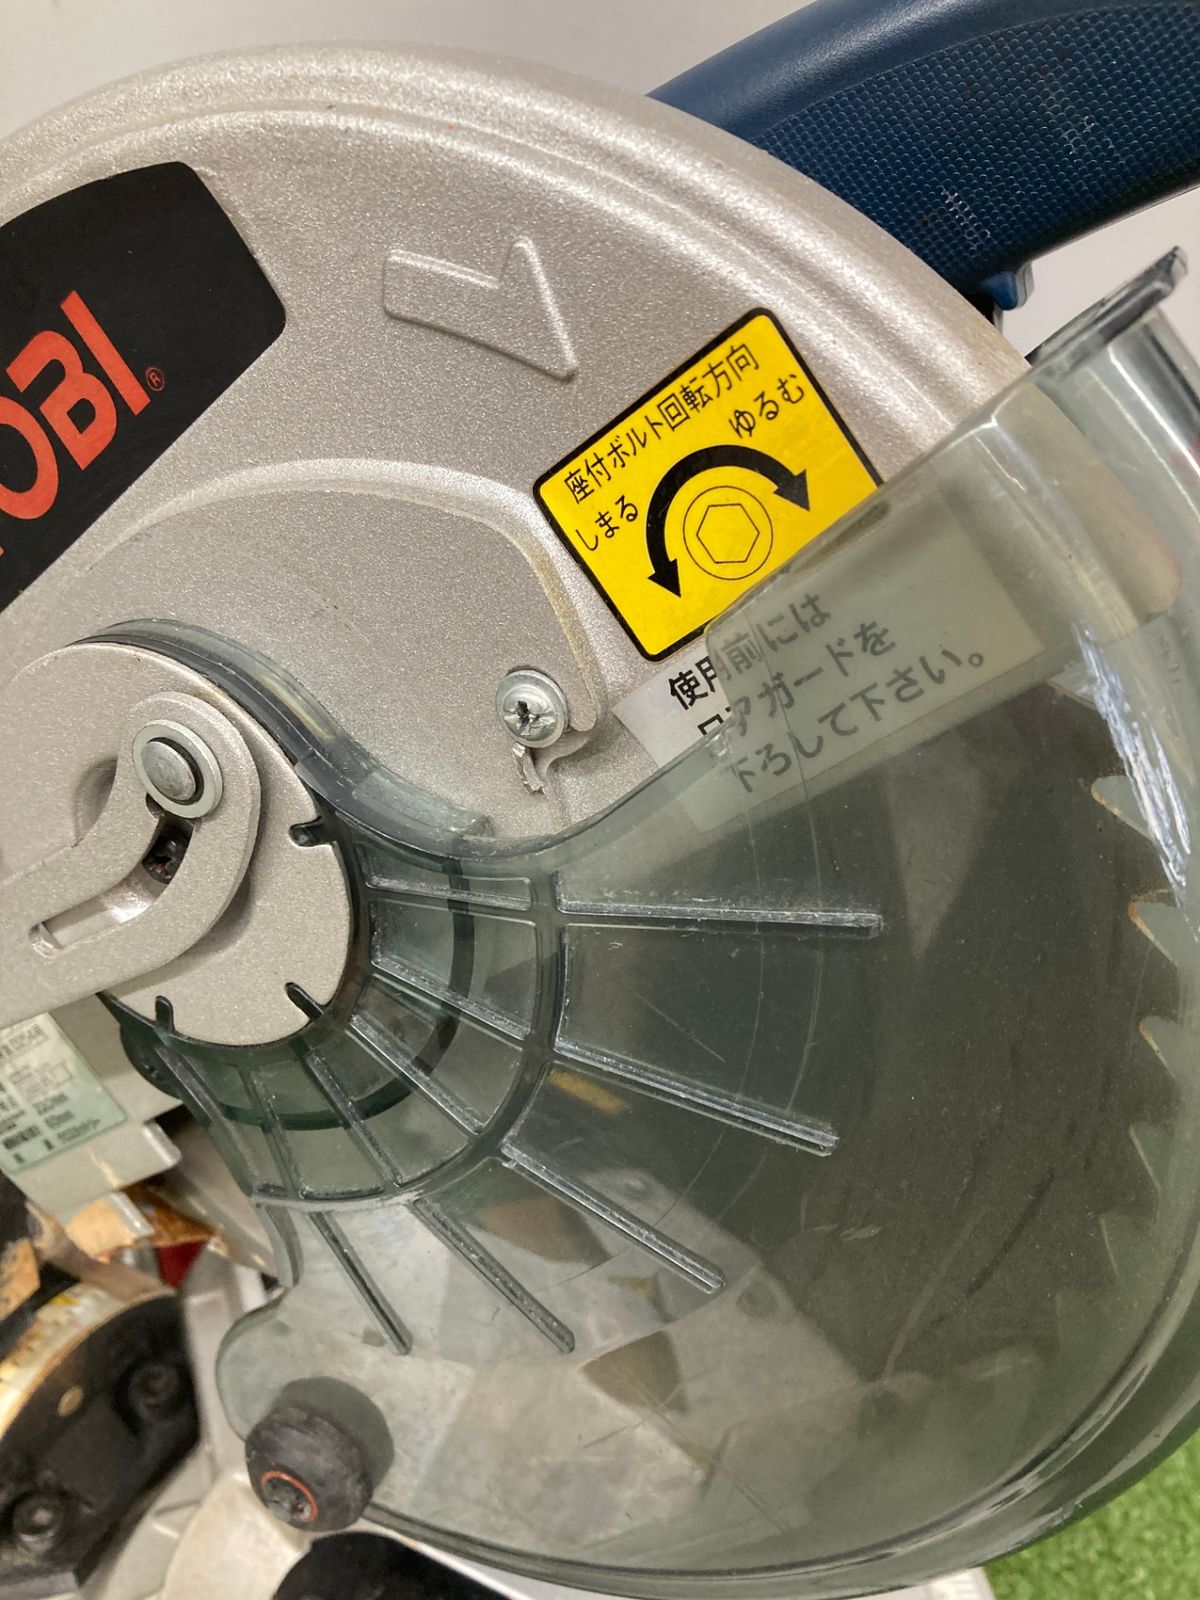 OBI®
座付ボルト回転方向
しまる
ゆるむ
使用前には
ロアガードを
下ろして下さい。